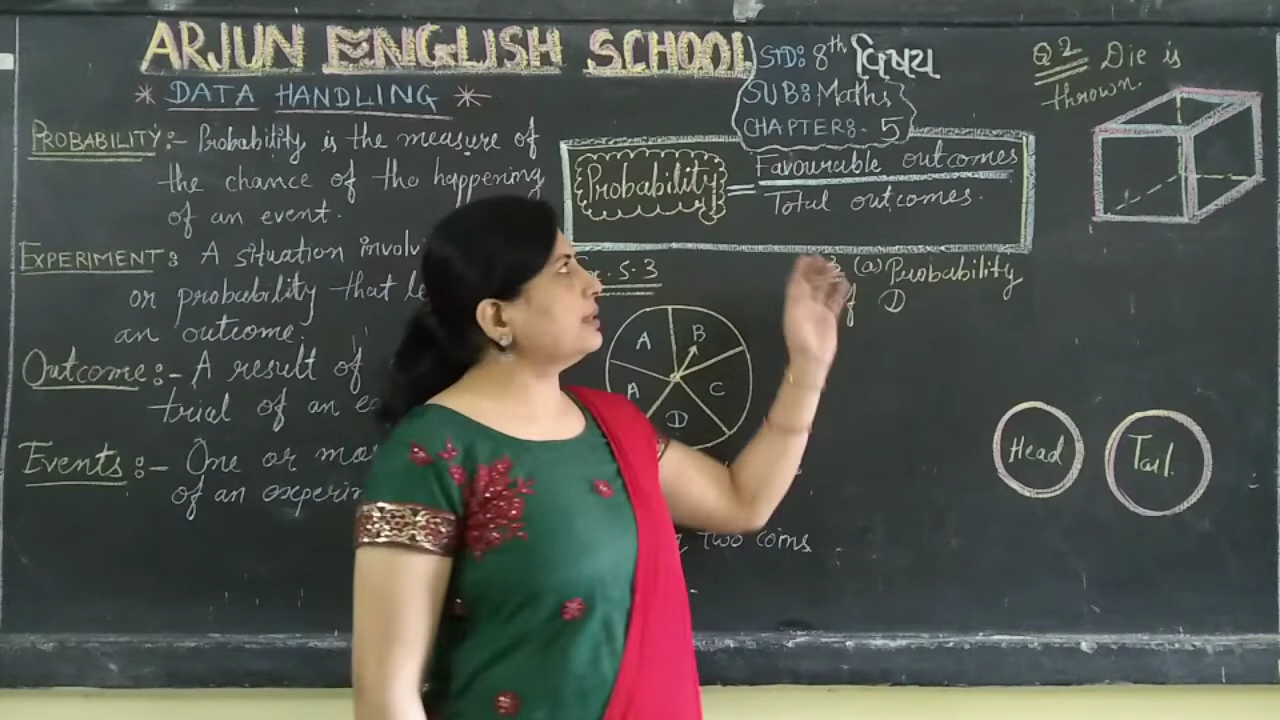 ARJUN ENGLISH SCHOOL
STD: 8th વિષય
SUB: Maths
CHAPTER: 5
* DATA HANDLING *
PROBABILITY :- Probability is the measure of
the chance of the happening
of an event.
EXPERIMENT : A situation
or probability that
an outcome.
Outcome :- A result of
trial of an
Events :- One or
of an
Probability = Favourable outcomes
Total outcomes.
5.3
A
B
C
D
A
(a) Probability
D
two coins
Q2 Die is
thrown
Head
Tail.